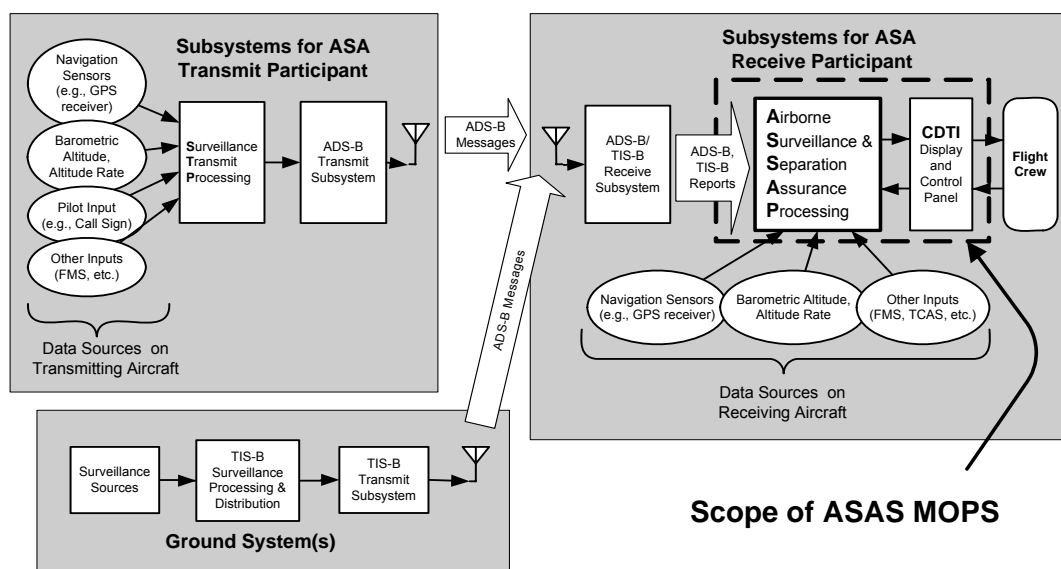 Subsystems for ASA
Transmit Participant
Navigation
Sensors
(e.g., GPS
receiver)
Barometric
Altitude,
Altitude Rate
Pilot Input
(e.g., Call Sign)
Other Inputs
(FMS, etc.)
Surveillance
Transmit
Processing
ADS-B
Transmit
Subsystem
Data Sources on
Transmitting Aircraft
ADS-B
Messages
ADS-B Messages
Subsystems for ASA
Receive Participant
ADS-B/
TIS-B
Receive
Subsystem
ADS-B,
TIS-B
Reports
Airborne
Surveillance &
Separation
Assurance
Processing
CDTI
Display
and
Control
Panel
Flight
Crew
Navigation Sensors
(e.g., GPS receiver)
Barometric Altitude,
Altitude Rate
Other Inputs
(FMS, TCAS, etc.)
Data Sources on
Receiving Aircraft
Surveillance
Sources
TIS-B
Surveillance
Processing &
Distribution
TIS-B
Transmit
Subsystem
Ground System(s)
Scope of ASAS MOPS